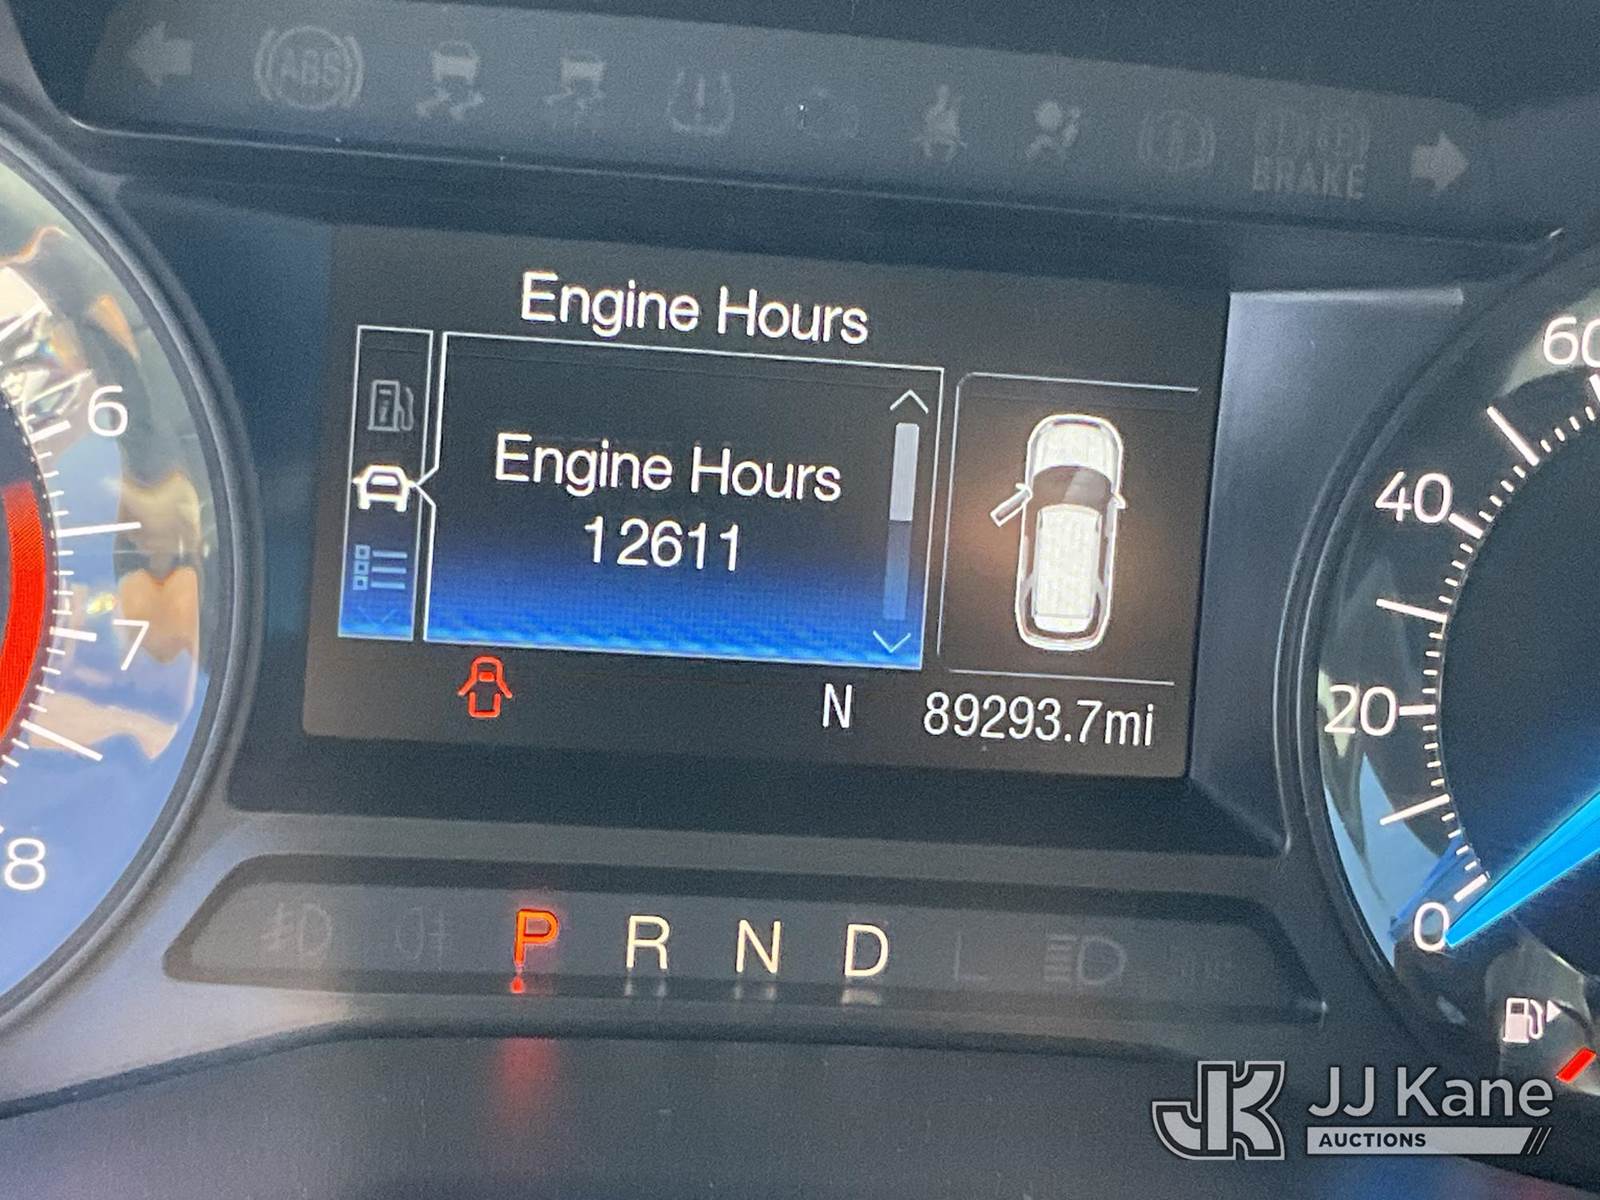 ABS
BRAKE
Engine Hours
Engine Hours
12611
N 89293.7mi
6
7
8
60
40
20
0
P R N D L
JK JJ Kane
AUCTIONS